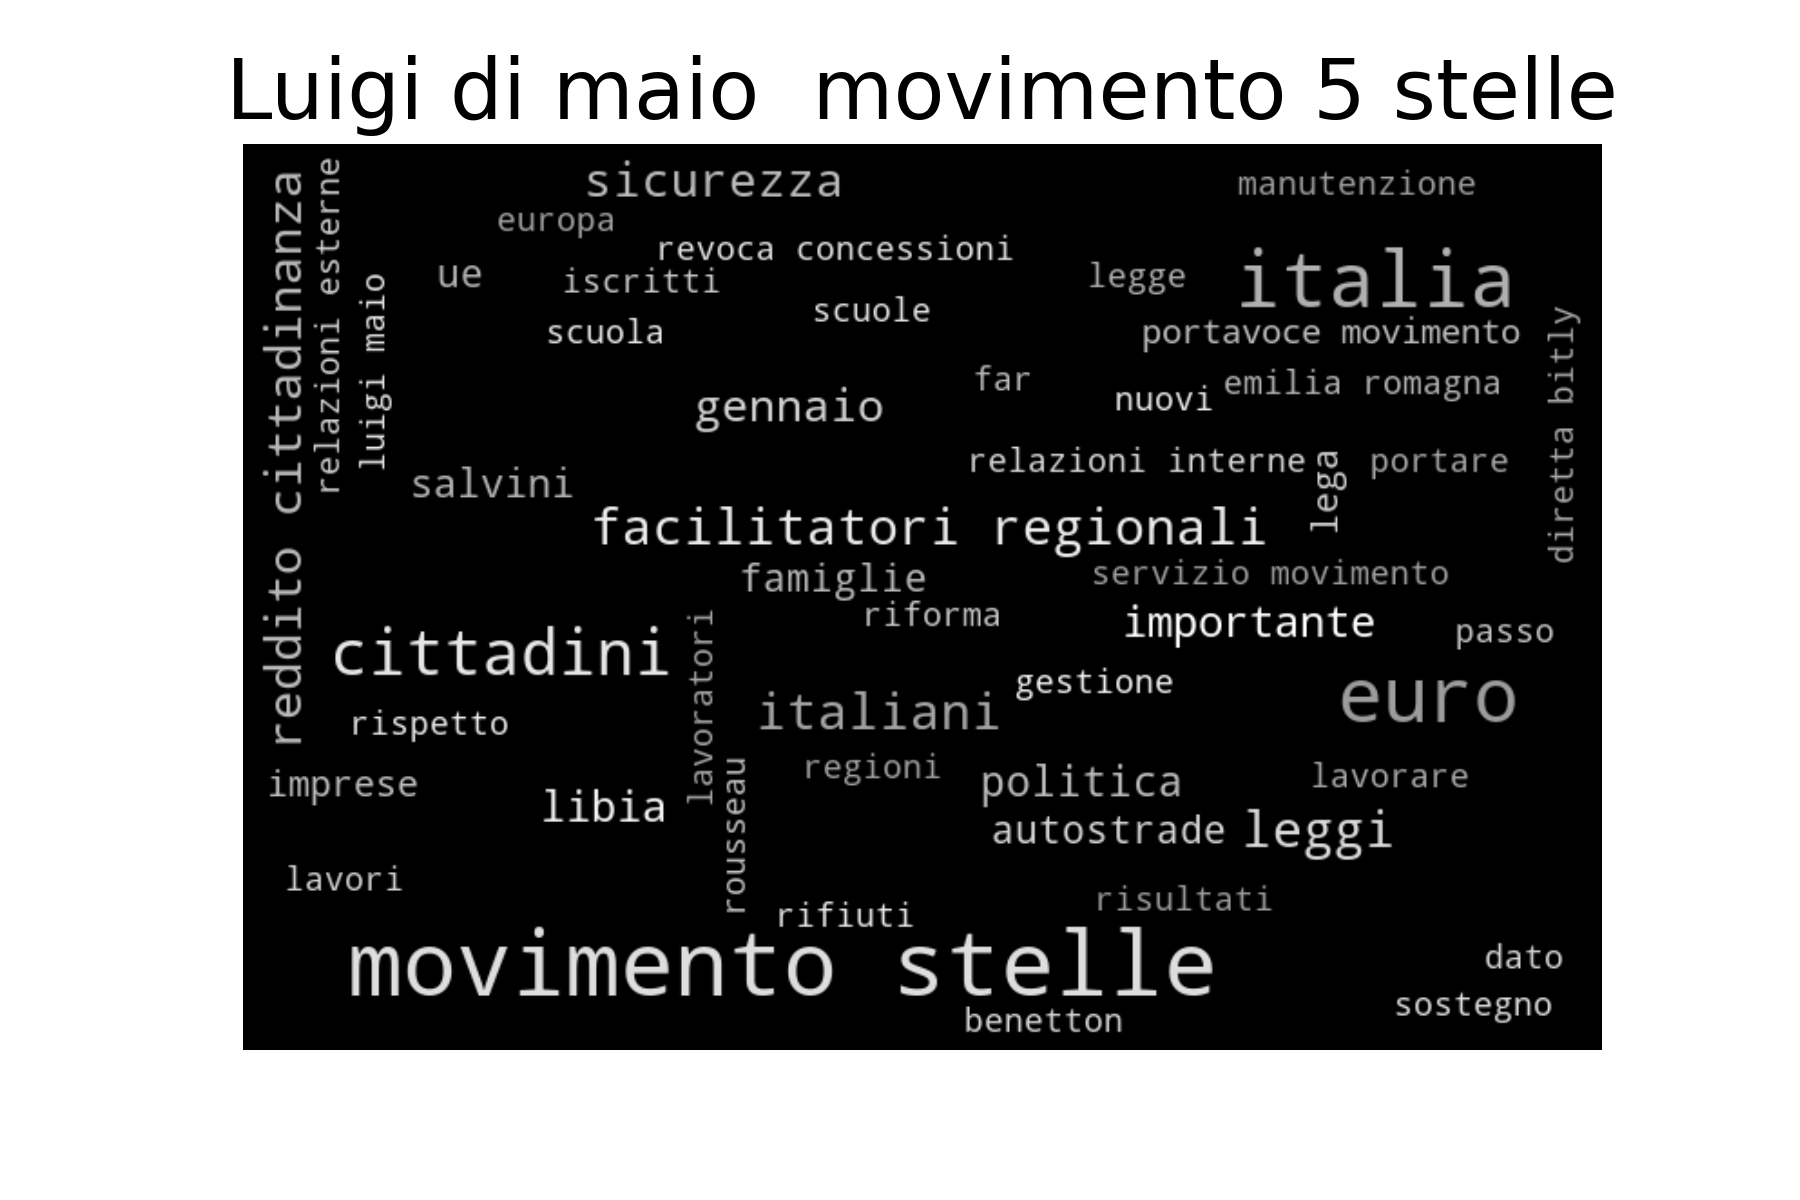 Luigi di maio  movimento 5 stelle
sicurezza
manutenzione
europa
revoca concessioni
ue
iscritti
legge
italia
scuole
scuola
portavoce movimento
reddito cittadinanza
relazioni esterne
luigi maio
diretta bitly
far
nuovi
emilia romagna
gennaio
relazioni interne
lega
portare
salvini
facilitatori regionali
famiglie
servizio movimento
riforma
importante
passo
cittadini
lavoratori
gestione
italiani
euro
rispetto
regioni
politica
lavorare
imprese
libia
rousseau
autostrade
leggi
lavori
rifiuti
risultati
movimento stelle
dato
sostegno
benetton